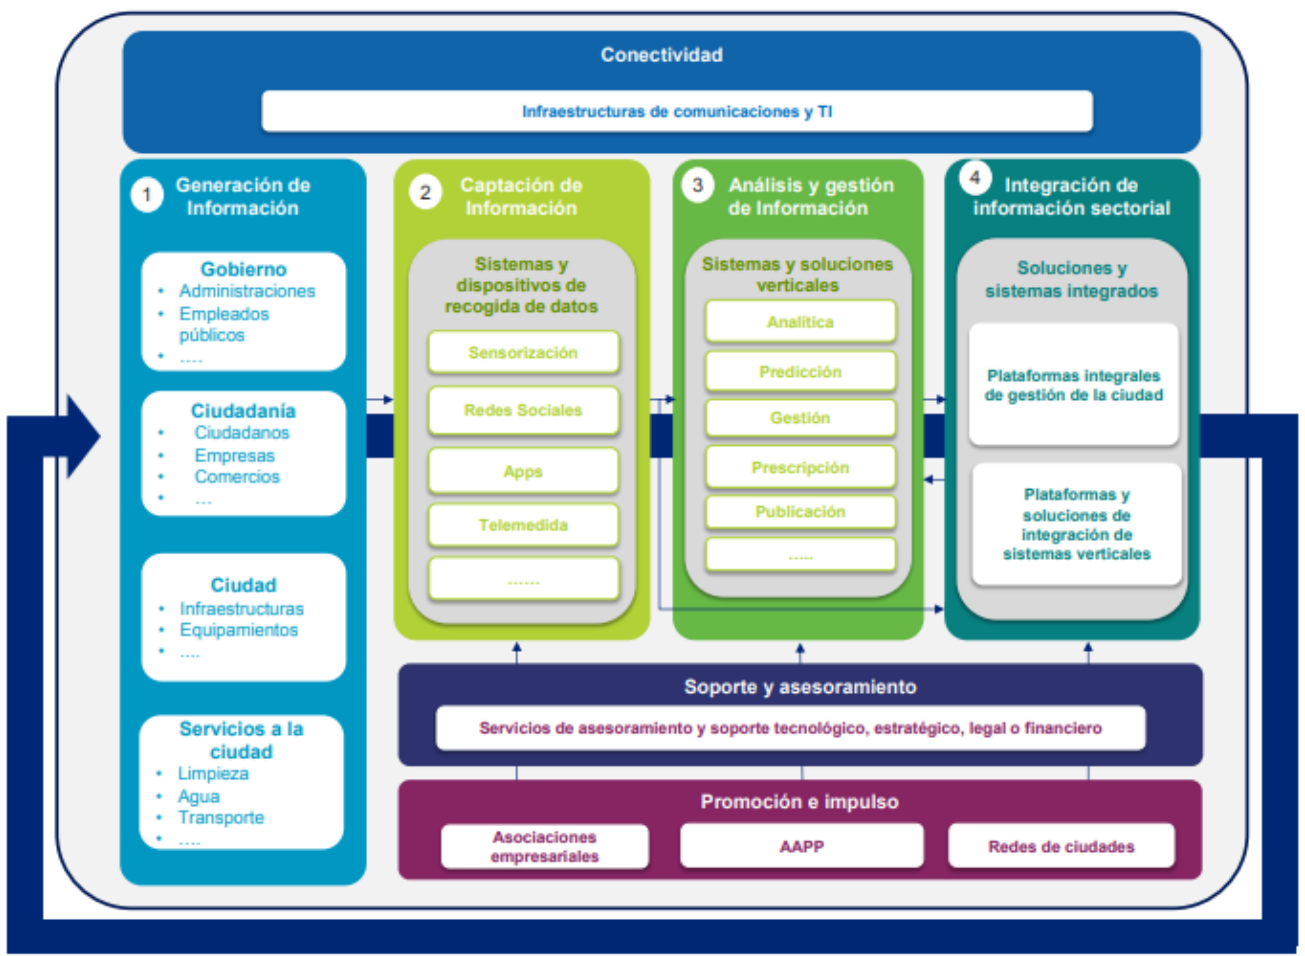 Conectividad
Infraestructuras de comunicaciones y TI
1
Generación de
Información
Gobierno
• Administraciones
• Empleados
públicos
• ....
Ciudadanía
• Ciudadanos
• Empresas
• Comercios
• ...
Ciudad
• Infraestructuras
• Equipamientos
• ....
Servicios a la
ciudad
• Limpieza
• Agua
• Transporte
• ....
2
Captación de
Información
Sistemas y
dispositivos de
recogida de datos
Sensorización
Redes Sociales
Apps
Telemedida
......
3
Análisis y gestión
de Información
Sistemas y soluciones
verticales
Analítica
Predicción
Gestión
Prescripción
Publicación
.....
4
Integración de
información sectorial
Soluciones y
sistemas integrados
Plataformas integrales
de gestión de la ciudad
Plataformas y
soluciones de
integración de
sistemas verticales
Soporte y asesoramiento
Servicios de asesoramiento y soporte tecnológico, estratégico, legal o financiero
Promoción e impulso
Asociaciones
empresariales
AAPP
Redes de ciudades